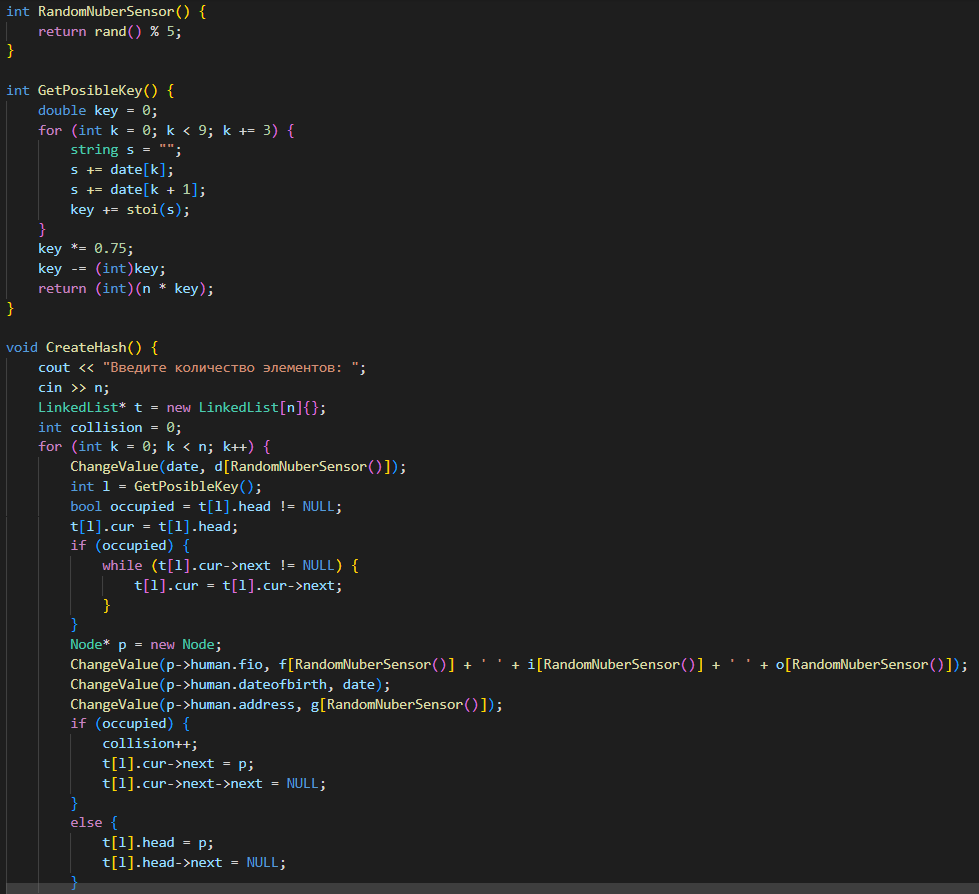 int RandomNuberSensor() {
    return rand() % 5;
}

int GetPosibleKey() {
    double key = 0;
    for (int k = 0; k < 9; k += 3) {
        string s = "";
        s += date[k];
        s += date[k + 1];
        key += stoi(s);
    }
    key *= 0.75;
    key -= (int)key;
    return (int)(n * key);
}

void CreateHash() {
    cout << "Введите количество элементов: ";
    cin >> n;
    LinkedList* t = new LinkedList[n]{};
    int collision = 0;
    for (int k = 0; k < n; k++) {
        ChangeValue(date, d[RandomNuberSensor()]);
        int l = GetPosibleKey();
        bool occupied = t[l].head != NULL;
        t[l].cur = t[l].head;
        if (occupied) {
            while (t[l].cur->next != NULL) {
                t[l].cur = t[l].cur->next;
            }
        }
        Node* p = new Node;
        ChangeValue(p->human.fio, f[RandomNuberSensor()] + ' ' + i[RandomNuberSensor()] + ' ' + o[RandomNuberSensor()]);
        ChangeValue(p->human.dateofbirth, date);
        ChangeValue(p->human.address, g[RandomNuberSensor()]);
        if (occupied) {
            collision++;
            t[l].cur->next = p;
            t[l].cur->next->next = NULL;
        }
        else {
            t[l].head = p;
            t[l].head->next = NULL;
        }